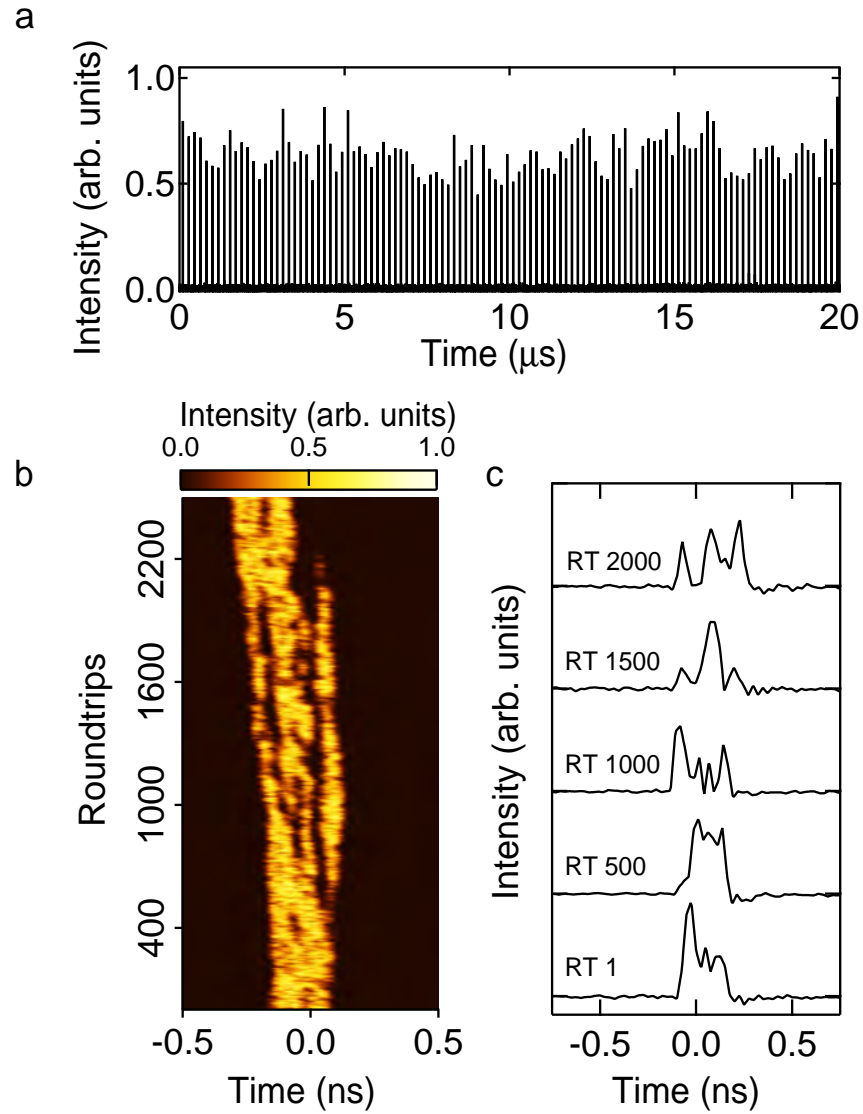 a
Intensity (arb. units)
1.0
0.5
0.0
0 5 10 15 20
Time (μs)
b
Intensity (arb. units)
0.0 0.5 1.0
Roundtrips
2200
1600
1000
400
-0.5 0.0 0.5
Time (ns)
c
Intensity (arb. units)
RT 2000
RT 1500
RT 1000
RT 500
RT 1
-0.5 0.0 0.5
Time (ns)